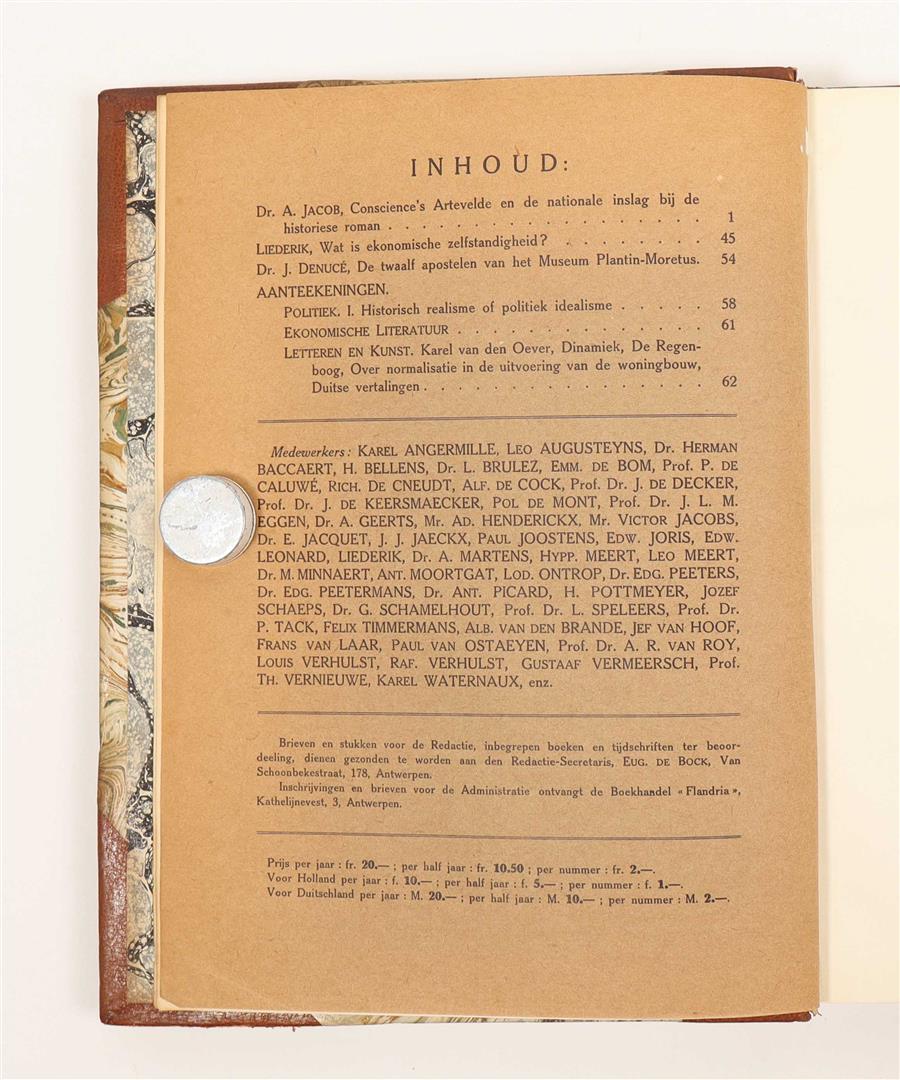 INHOUD:
Dr. A. JACOB, Conscience's Artevelde en de nationale inslag bij de
historiese roman . . . . . . . . . . . . . . . . . . . 1
LIEDERIK, Wat is ekonomische zelfstandigheid? . . . . . . . . 45
Dr. J. DENUCÉ, De twaalf apostelen van het Museum Plantin-Moretus. 54
AANTEEKENINGEN.
POLITIEK. I. Historisch realisme of politiek idealisme . . . . . 58
EKONOMISCHE LITERATUUR . . . . . . . . . . . . . . 61
LETTEREN EN KUNST. Karel van den Oever, Dinamiek, De Regen-
boog, Over normalisatie in de uitvoering van de woningbouw,
Duitse vertalingen . . . . . . . . . . . . . . . . 62
Medewerkers: KAREL ANGERMILLE, LEO AUGUSTEYNS, Dr. HERMAN
BACCAERT, H. BELLENS, Dr. L. BRULEZ, EMM. DE BOM, Prof. P. DE
CALUWÉ, RICH. DE CNEUDT, ALF. DE COCK, Prof. Dr. J. DE DECKER,
Prof. Dr. J. DE KEERSMAECKER, POL DE MONT, Prof. Dr. J. L. M.
EGGEN, Dr. A. GEERTS, Mr. AD. HENDERICKX, Mr. VICTOR JACOBS,
Dr. E. JACQUET, J. J. JAECKX, PAUL JOOSTENS, EDW. JORIS, EDW.
LEONARD, LIEDERIK, Dr. A. MARTENS, HYPP. MEERT, LEO MEERT,
Dr. M. MINNAERT, ANT. MOORTGAT, LOD. ONTROP, Dr. EDG. PEETERS,
Dr. EDG. PEETERMANS, Dr. ANT. PICARD, H. POTTMEYER, JOZEF
SCHAEPS, Dr. G. SCHAMELHOUT, Prof. Dr. L. SPELEERS, Prof. Dr.
P. TACK, FELIX TIMMERMANS, ALB. VAN DEN BRANDE, JEF VAN HOOF,
FRANS VAN LAAR, PAUL VAN OSTAEYEN, Prof. Dr. A. R. VAN ROY,
LOUIS VERHULST, RAF. VERHULST, GUSTAAF VERMEERSCH, Prof.
TH. VERNIEUWE, KAREL WATERNAUX, enz.
Brieven en stukken voor de Redactie, inbegrepen boeken en tijdschriften ter beoor-
deeling, dienen gezonden te worden aan den Redactie-Secretaris, EUG. DE BOCK, Van
Schoonbekestraat, 178, Antwerpen.
Inschrijvingen en brieven voor de Administratie ontvangt de Boekhandel « Flandria »,
Kathelijnevest, 3, Antwerpen.
Prijs per jaar : fr. 20.— ; per half jaar : fr. 10.50 ; per nummer : fr. 2.—.
Voor Holland per jaar : f. 10.— ; per half jaar : f. 5.— ; per nummer : f. 1.—.
Voor Duitschland per jaar : M. 20.— ; per half jaar : M. 10.— ; per nummer : M. 2.—.